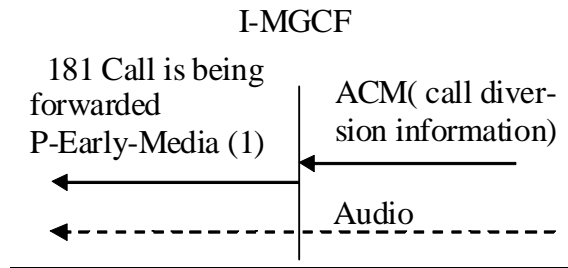 I-MGCF
181 Call is being
forwarded
P-Early-Media (1)
ACM( call diver-
sion information)
Audio